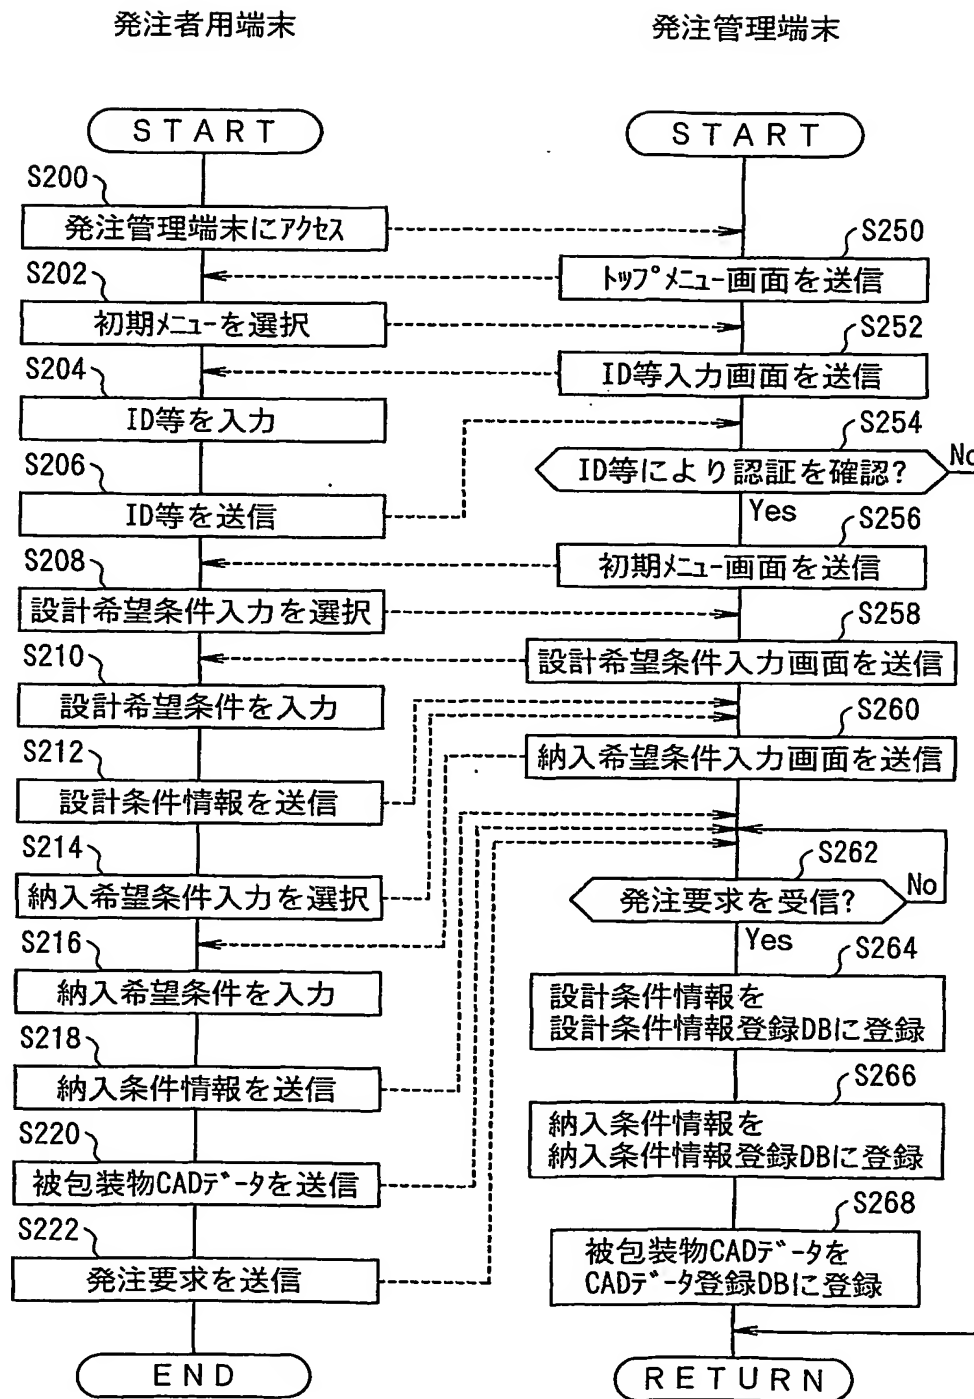 発注者用端末
START
S200
発注管理端末にアクセス
S202
初期メニューを選択
S204
ID等を入力
S206
ID等を送信
S208
設計希望条件入力を選択
S210
設計希望条件を入力
S212
設計条件情報を送信
S214
納入希望条件入力を選択
S216
納入希望条件を入力
S218
納入条件情報を送信
S220
被包装物CADデータを送信
S222
発注要求を送信
END
発注管理端末
START
S250
トップメニュー画面を送信
S252
ID等入力画面を送信
S254
ID等により認証を確認?
No
Yes
S256
初期メニュー画面を送信
S258
設計希望条件入力画面を送信
S260
納入希望条件入力画面を送信
S262
発注要求を受信?
No
Yes
S264
設計条件情報を
設計条件情報登録DBに登録
S266
納入条件情報を
納入条件情報登録DBに登録
S268
被包装物CADデータを
CADデータ登録DBに登録
RETURN